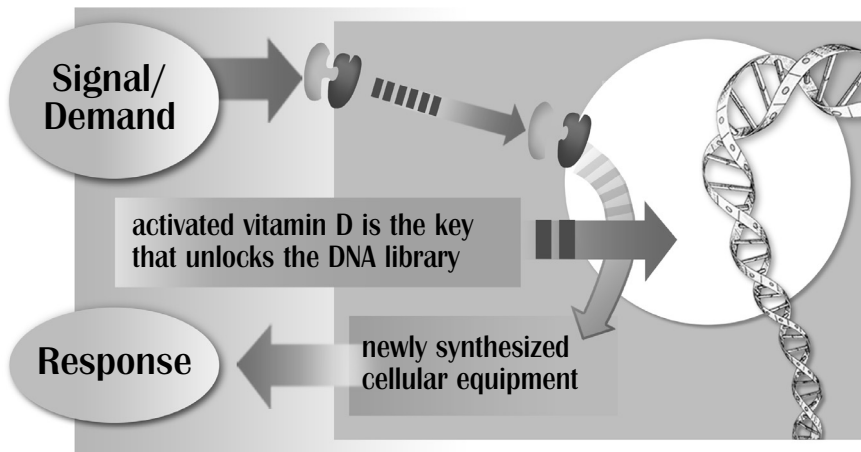 Signal/
Demand
activated vitamin D is the key
that unlocks the DNA library
newly synthesized
cellular equipment
Response